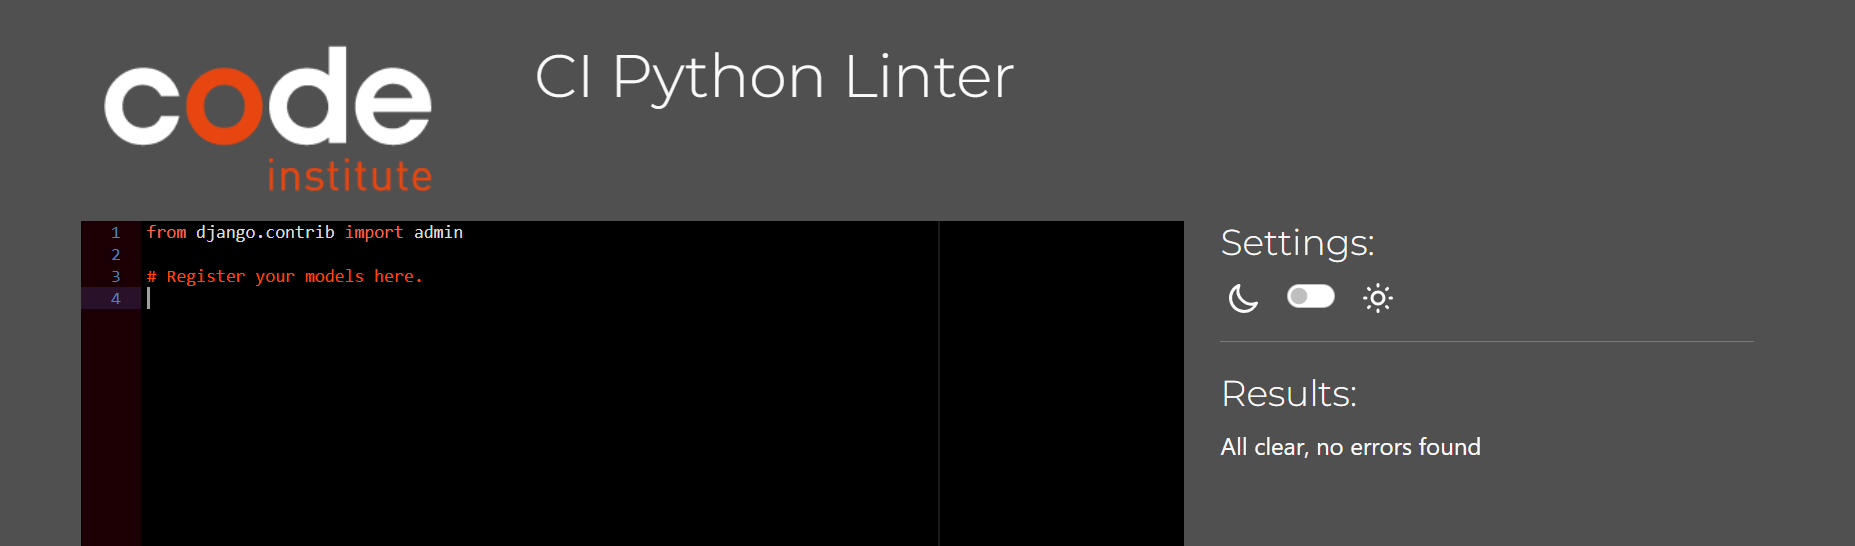 code
institute
CI Python Linter
1 from django.contrib import admin
2
3 # Register your models here.
4
Settings:
Results:
All clear, no errors found